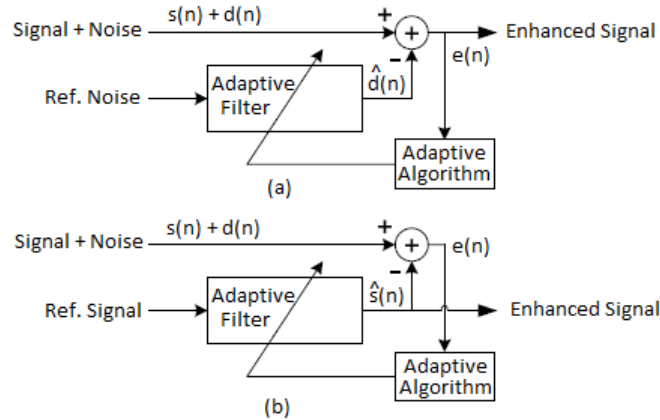 s(n) + d(n)
Signal + Noise
+
+
Enhanced Signal
-
e(n)
Ref. Noise
Adaptive
Filter
d̂(n)
Adaptive
Algorithm
(a)
s(n) + d(n)
Signal + Noise
+
+
e(n)
-
Ref. Signal
Adaptive
Filter
ŝ(n)
Enhanced Signal
Adaptive
Algorithm
(b)